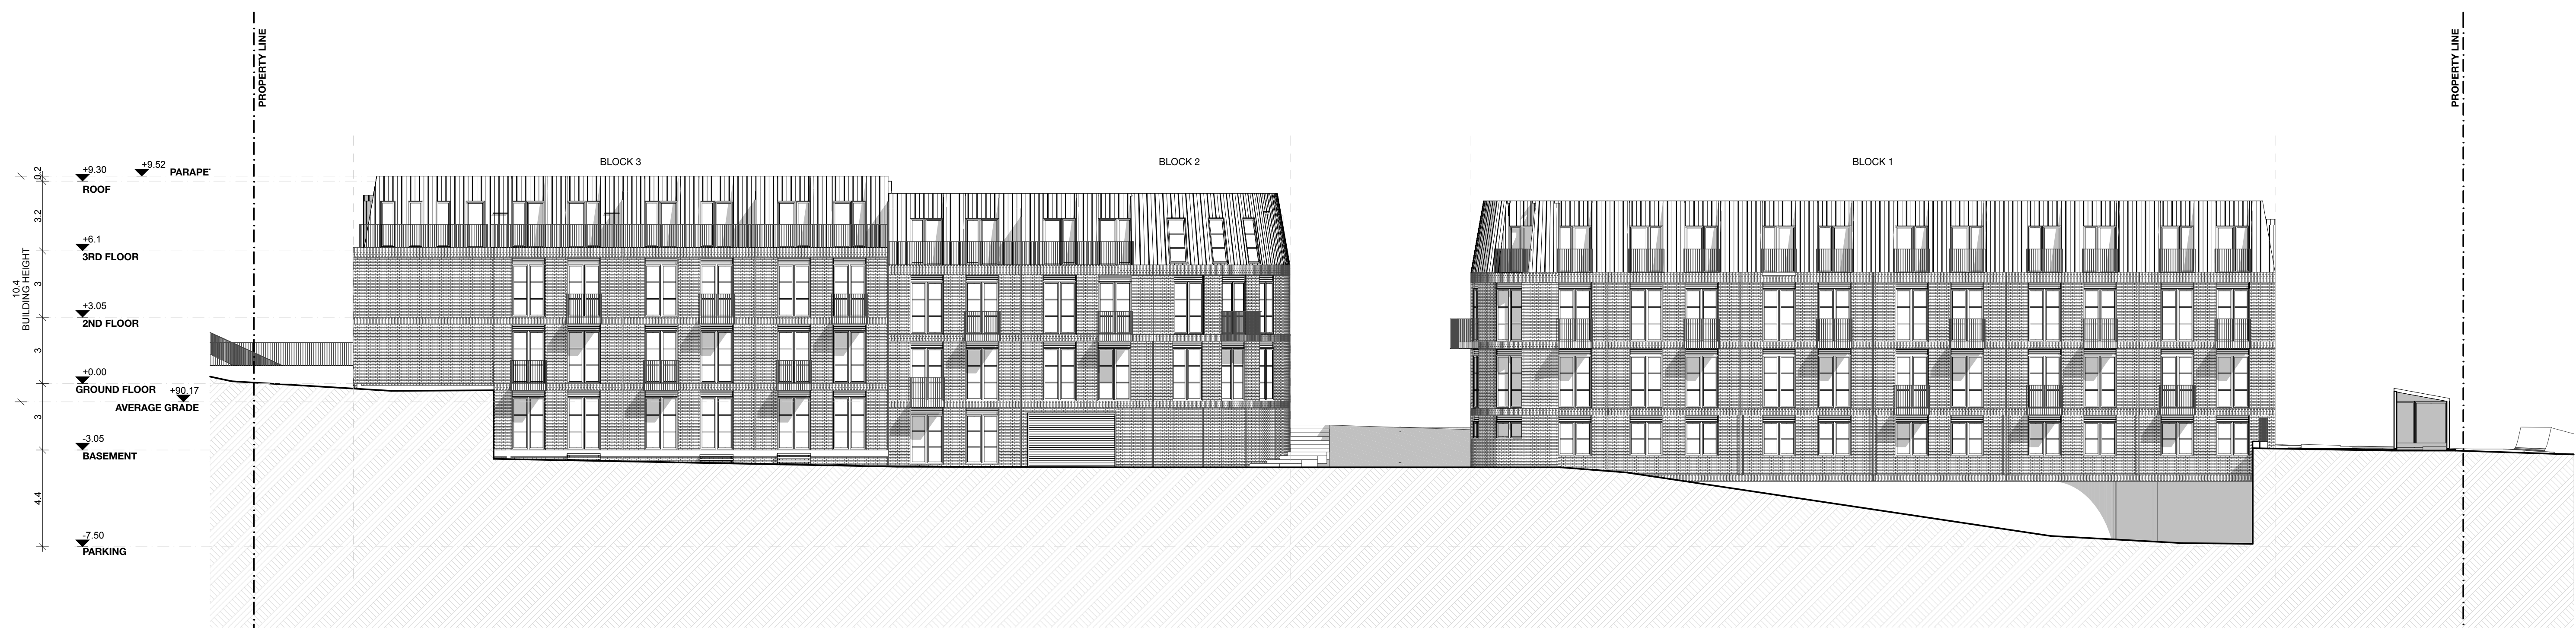 PROPERTY LINE
PROPERTY LINE
BLOCK 3
BLOCK 2
BLOCK 1
+9.52
PARAPE
+9.30
ROOF
0.2
3.2
+6.1
3RD FLOOR
3
10.4
BUILDING HEIGHT
+3.05
2ND FLOOR
3
+0.00
GROUND FLOOR
+90.17
AVERAGE GRADE
3
-3.05
BASEMENT
4.4
-7.50
PARKING